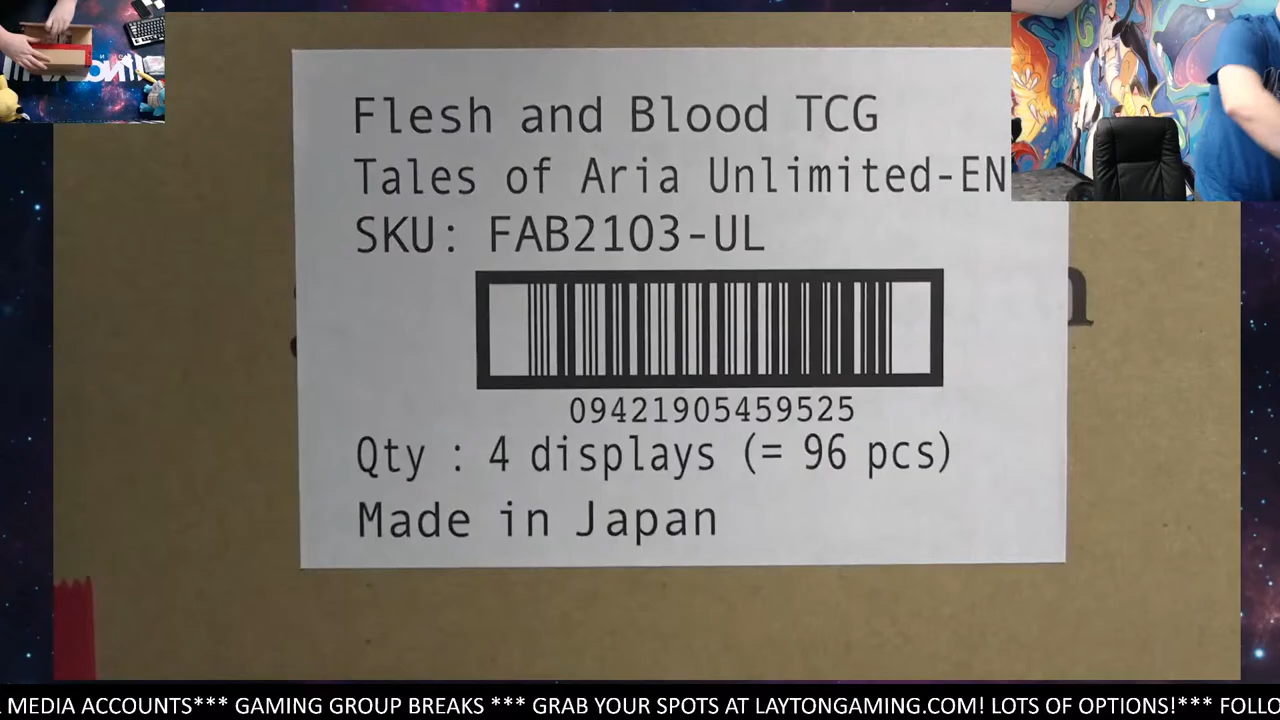 Flesh and Blood TCG
Tales of Aria Unlimited-EN
SKU: FAB2103-UL
09421905459525
Qty : 4 displays (= 96 pcs)
Made in Japan
MEDIA ACCOUNTS*** GAMING GROUP BREAKS *** GRAB YOUR SPOTS AT LAYTONGAMING.COM! LOTS OF OPTIONS!*** FOLLO